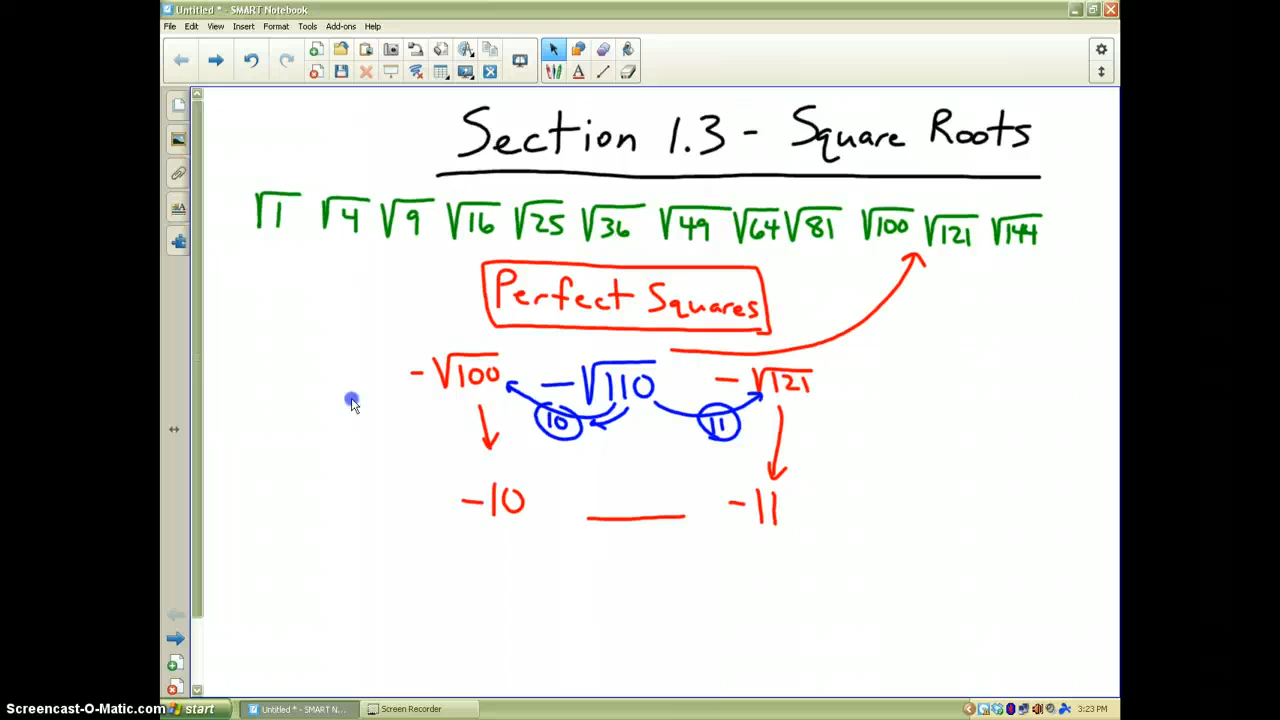 Untitled * - SMART Notebook
File Edit View Insert Format Tools Add-ons Help
Section 1.3 - Square Roots
√1 √4 √9 √16 √25 √36 √49 √64 √81 √100 √121 √144
Perfect Squares
-√100 -√110 -√121
10 11
-10 -11
Screencast-O-Matic.com start Untitled * - SMART N... Screen Recorder 3:23 PM